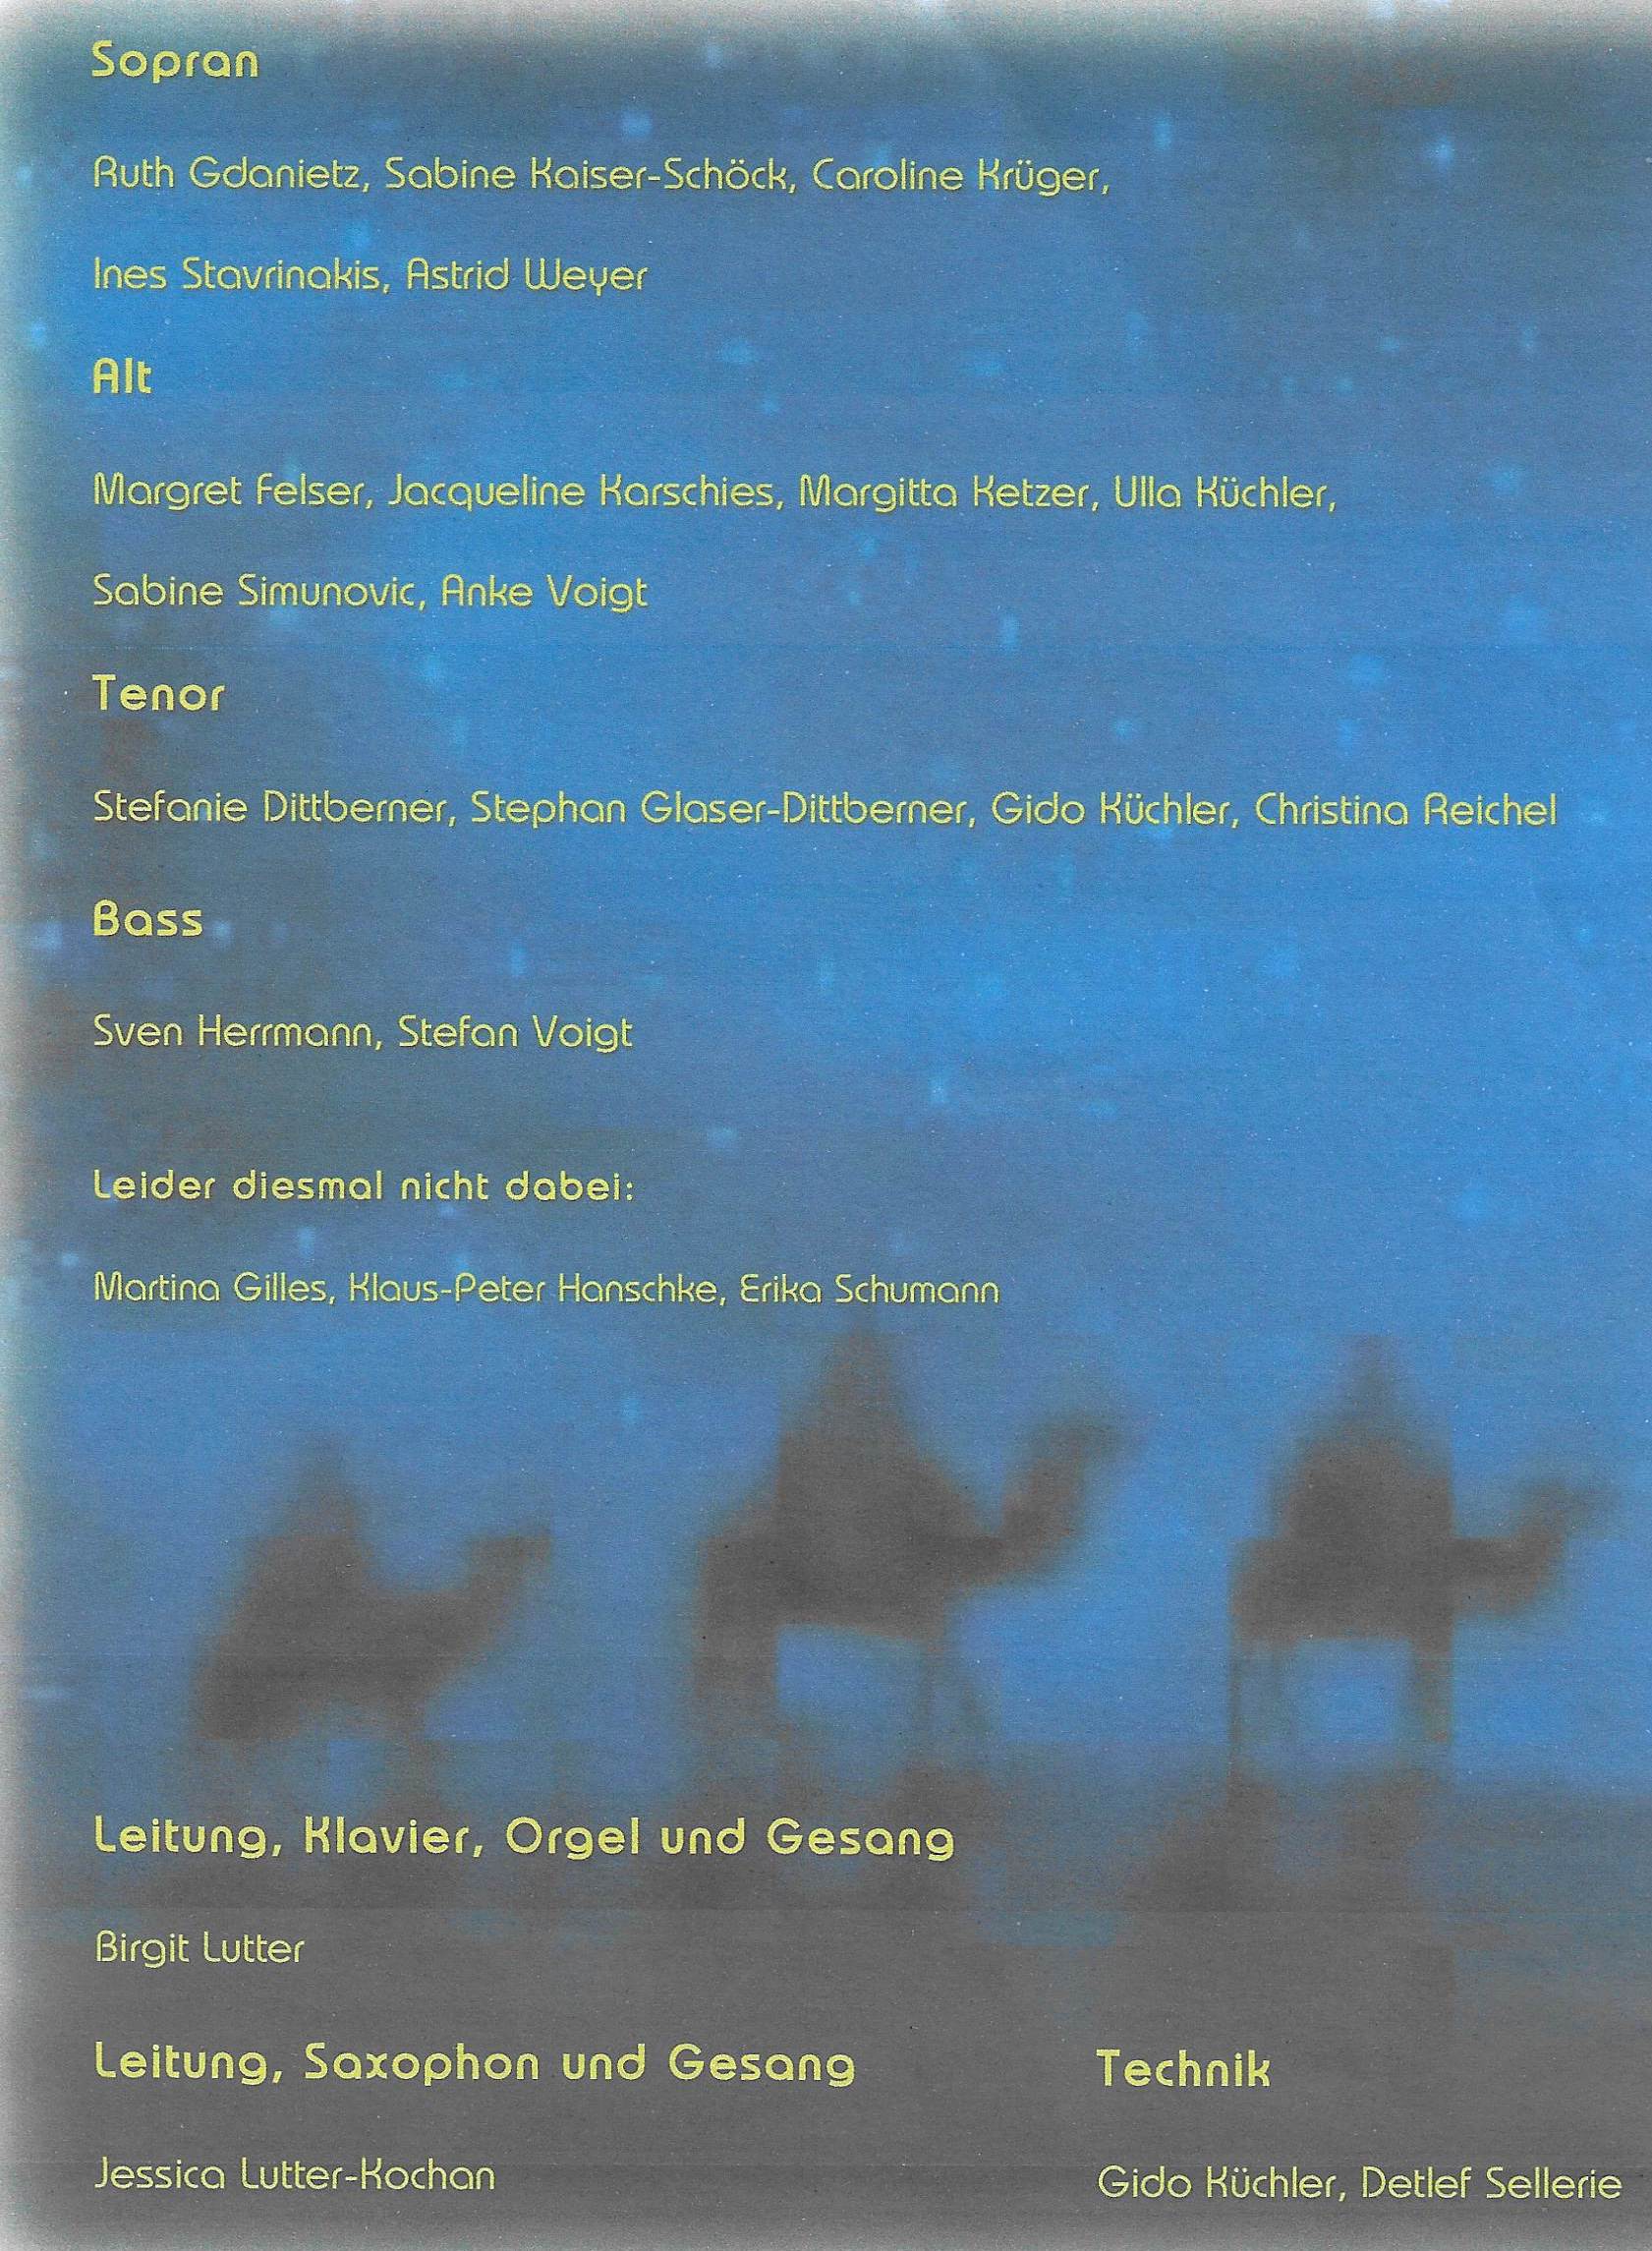 Sopran
Ruth Gdanietz, Sabine Kaiser-Schöck, Caroline Krüger,
Ines Stavrinakis, Astrid Weyer
Alt
Margret Felser, Jacqueline Karschies, Margitta Ketzer, Ulla Küchler,
Sabine Simunovic, Anke Voigt
Tenor
Stefanie Dittberner, Stephan Glaser-Dittberner, Gido Küchler, Christina Reichel
Bass
Sven Herrmann, Stefan Voigt
Leider diesmal nicht dabei:
Martina Gilles, Klaus-Peter Hanschke, Erika Schumann
Leitung, Klavier, Orgel und Gesang
Birgit Lutter
Leitung, Saxophon und Gesang
Jessica Lutter-Kochan
Technik
Gido Küchler, Detlef Sellerie